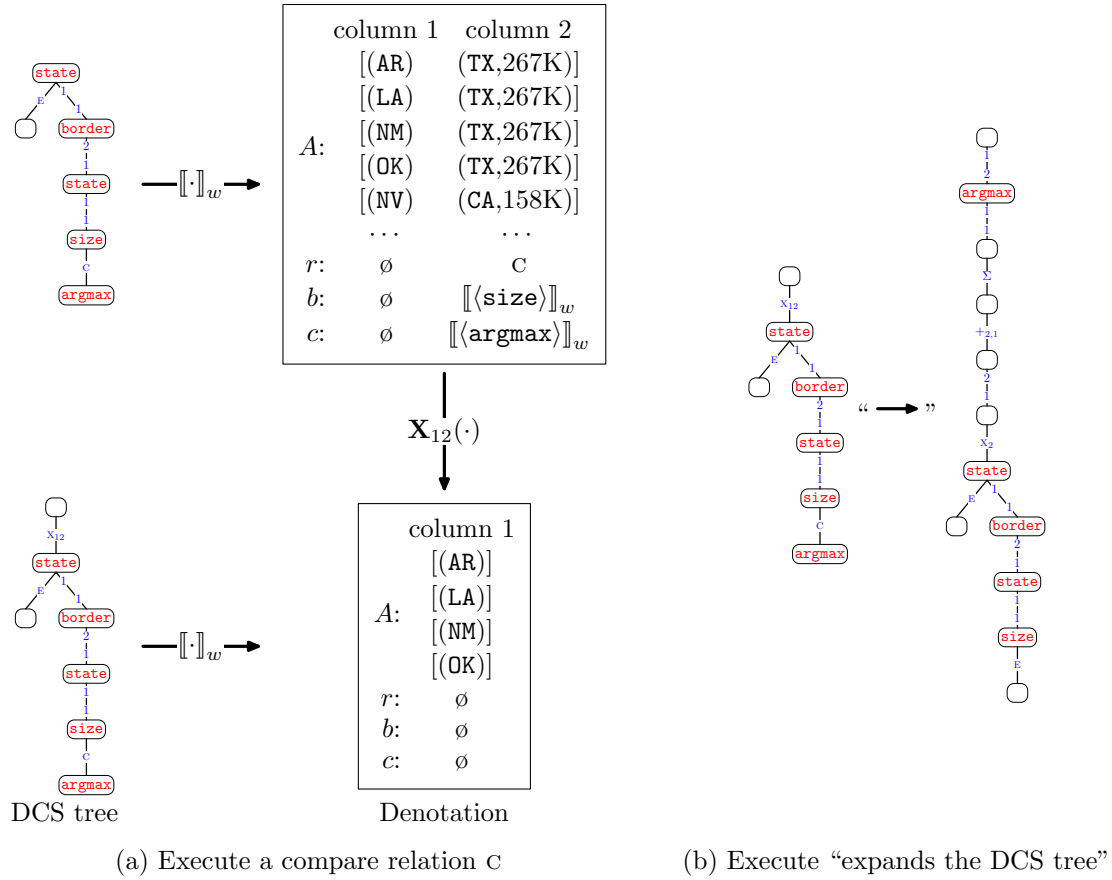 column 1 column 2
[(AR) (TX,267K)]
[(LA) (TX,267K)]
[(NM) (TX,267K)]
A:
[(OK) (TX,267K)]
[(NV) (CA,158K)]
... ...
r: ø C
b: ø ⟦⟨size⟩⟧w
c: ø ⟦⟨argmax⟩⟧w
state
E 1 1
border
2
1
state
1
1
size
C
argmax
⟦·⟧w
X12(·)
X12
state
E 1 1
border
2
1
state
1
1
size
C
argmax
DCS tree
⟦·⟧w
column 1
[(AR)]
[(LA)]
A:
[(NM)]
[(OK)]
r: ø
b: ø
c: ø
Denotation
(a) Execute a compare relation C
X12
state
E 1 1
border
2
1
state
1
1
size
C
argmax
“ ”
1
2
argmax
1
1
Σ
+2,1
2
1
X2
state
E 1 1
border
2
1
state
1
1
size
E
(b) Execute “expands the DCS tree”